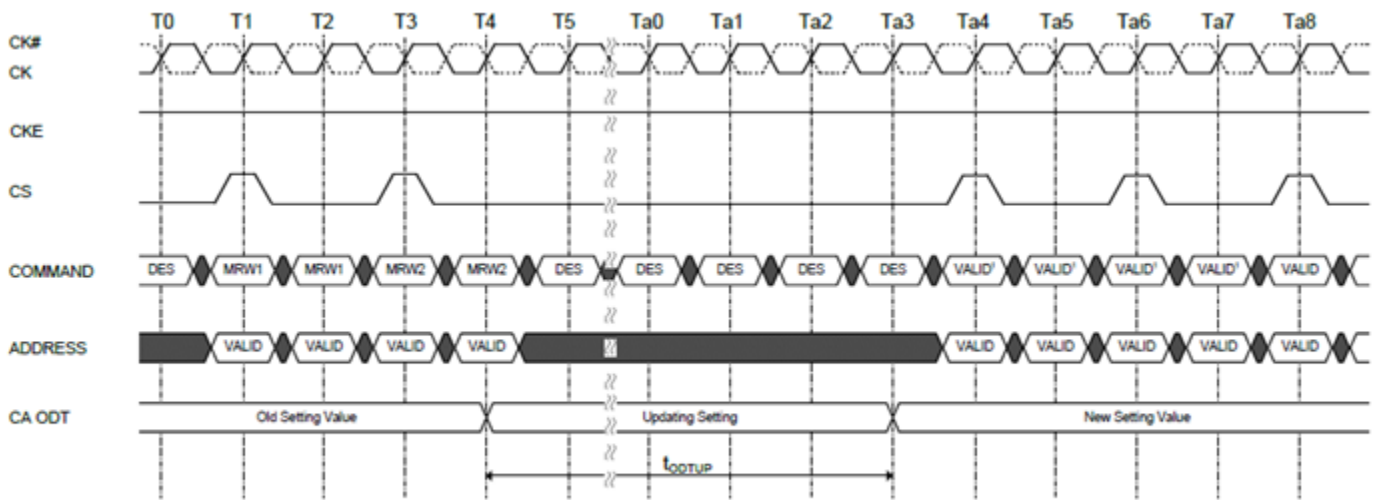 T0 T1 T2 T3 T4 T5 Ta0 Ta1 Ta2 Ta3 Ta4 Ta5 Ta6 Ta7 Ta8
CK#
CK
CKE
CS
COMMAND DES MRW1 MRW1 MRW2 MRW2 DES DES DES DES DES VALID¹ VALID¹ VALID¹ VALID¹ VALID
ADDRESS VALID VALID VALID VALID VALID VALID VALID VALID VALID
CA ODT Old Setting Value Updating Setting New Setting Value
tODTUP